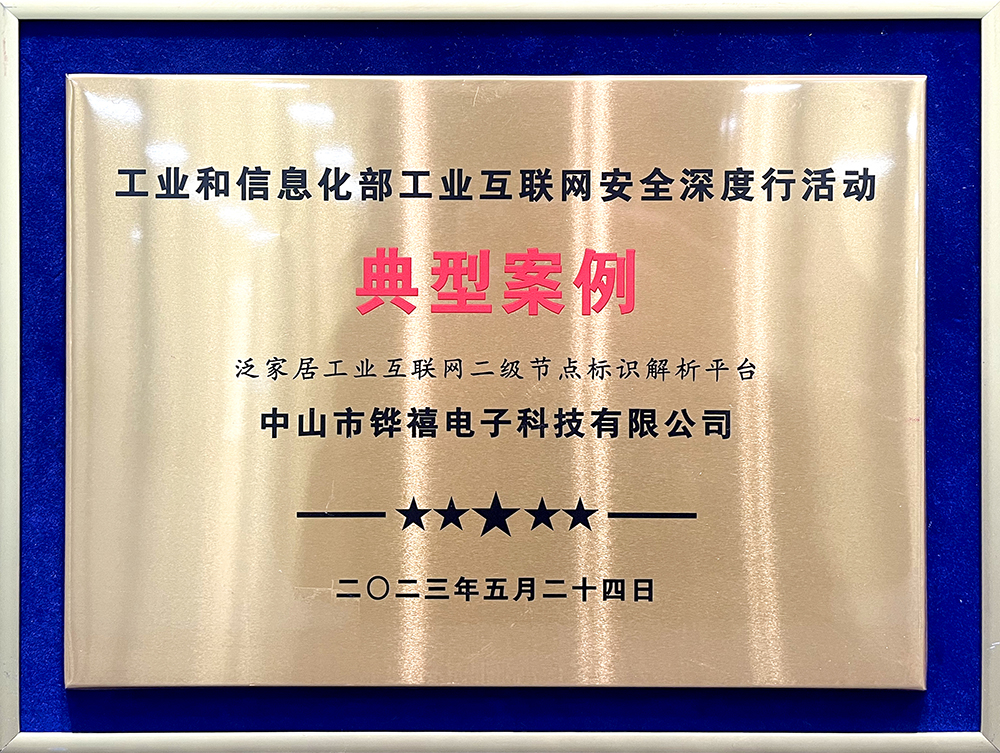 工业和信息化部工业互联网安全深度行活动
典型案例
泛家居工业互联网二级节点标识解析平台
中山市铧禧电子科技有限公司
二〇二三年五月二十四日